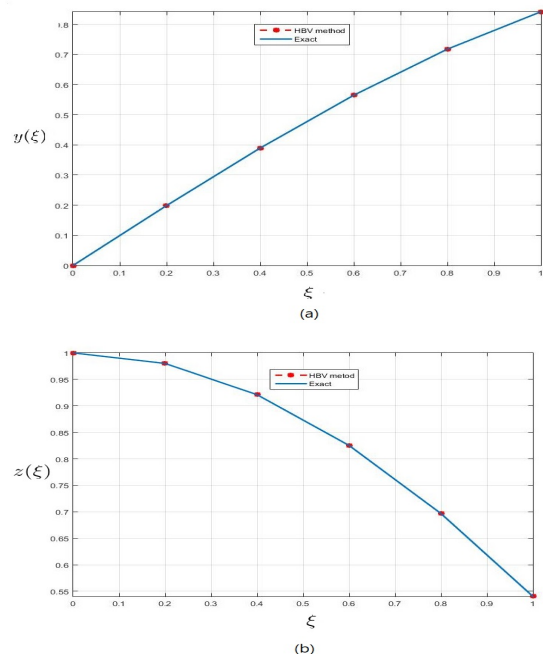 ).8
0.7
0.6
0.5
0.4
0.3
0.2
0.1
0
y(ξ)
HBV method
Exact
0 0.1 0.2 0.3 0.4 0.5 0.6 0.7 0.8 0.9 1
ξ
(a)
1
0.95
0.9
0.85
0.8
0.75
0.7
0.65
0.6
0.55
z(ξ)
HBV metod
Exact
0 0.1 0.2 0.3 0.4 0.5 0.6 0.7 0.8 0.9 1
ξ
(b)